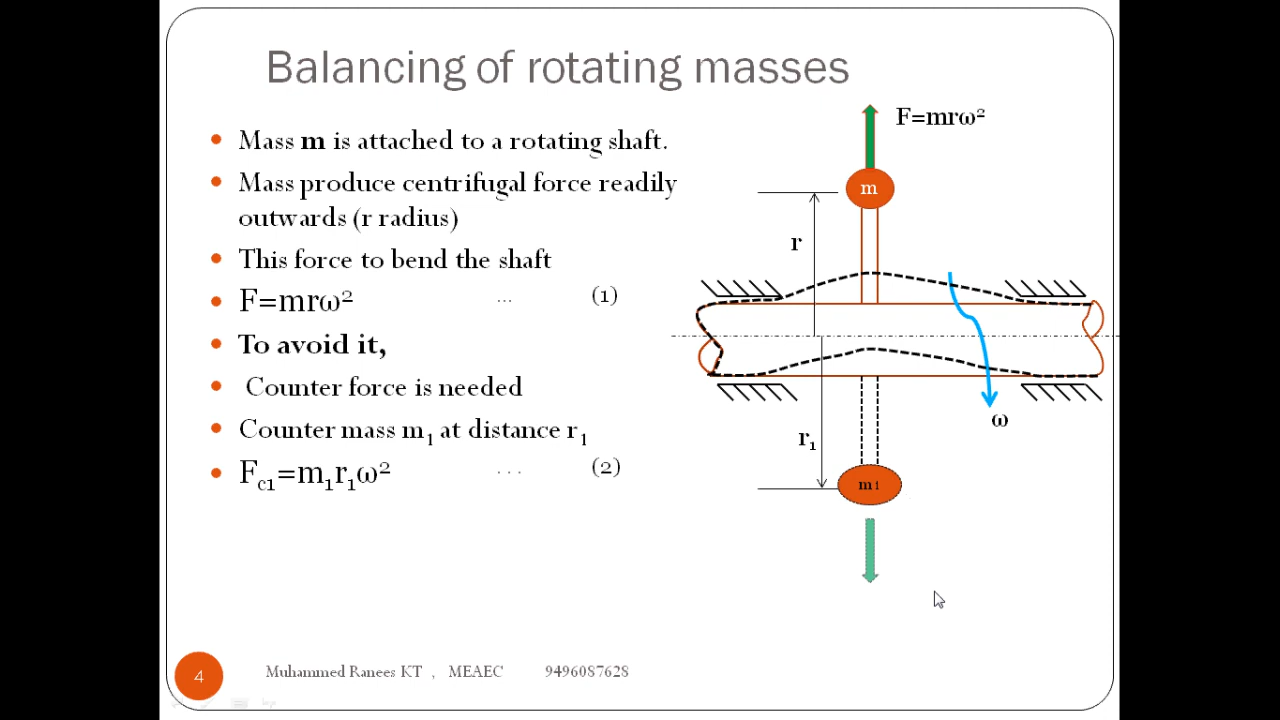 Balancing of rotating masses
Mass m is attached to a rotating shaft.
Mass produce centrifugal force readily
outwards (r radius)
This force to bend the shaft
F=mrω² ... (1)
To avoid it,
Counter force is needed
Counter mass m₁ at distance r₁
F꜀₁=m₁r₁ω² ... (2)
F=mrω²
m
r
ω
r₁
m₁
4
Muhammed Ranees KT , MEAEC 9496087628